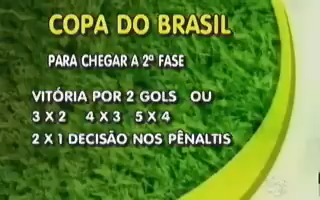 COPA DO BRASIL
PARA CHEGAR A 2ª FASE
VITÓRIA POR 2 GOLS OU
3 X 2 4 X 3 5 X 4
2 X 1 DECISÃO NOS PÊNALTIS